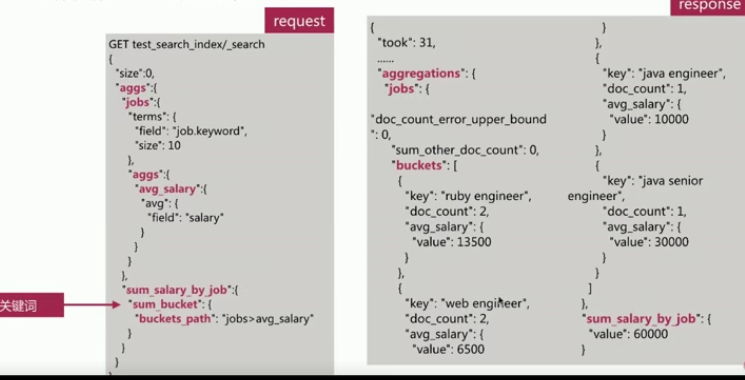 request
GET test_search_index/_search
{
"size":0,
"aggs":{
"jobs":{
"terms": {
"field": "job.keyword",
"size": 10
},
"aggs":{
"avg_salary":{
"avg": {
"field": "salary"
}
}
}
},
"sum_salary_by_job":{
"sum_bucket": {
"buckets_path": "jobs>avg_salary"
}
}
}
关键词
response
{
"took": 31,
......
"aggregations": {
"jobs": {
"doc_count_error_upper_bound
": 0,
"sum_other_doc_count": 0,
"buckets": [
{
"key": "ruby engineer",
"doc_count": 2,
"avg_salary": {
"value": 13500
}
},
{
"key": "web engineer",
"doc_count": 2,
"avg_salary": {
"value": 6500
}
},
{
"key": "java engineer",
"doc_count": 1,
"avg_salary": {
"value": 10000
}
},
{
"key": "java senior
engineer",
"doc_count": 1,
"avg_salary": {
"value": 30000
}
}
]
},
"sum_salary_by_job": {
"value": 60000
}